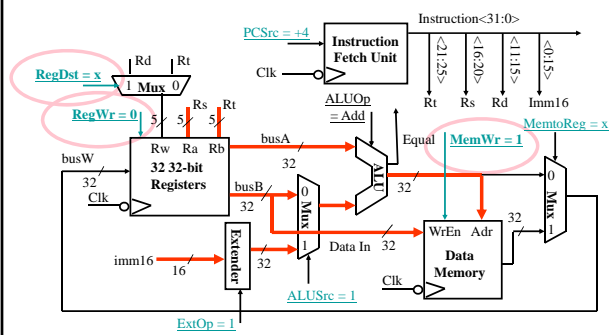 Instruction<31:0>
PCSrc = +4
Instruction
Fetch Unit
Clk
Rd Rt
RegDst = x
1 Mux 0
<21:25>
<16:20>
<11:15>
<0:15>
Rt Rs Rd Imm16
RegWr = 0
Rs Rt
5 5 5
ALUOp
= Add
Equal
MemWr = 1
MemtoReg = x
busW
32
Rw Ra Rb
32 32-bit
Registers
Clk
busA
32
busB
32
0
Mux
1
ALU
32
0
Mux
1
WrEn Adr
Data
Memory
32
Data In
32
Clk
imm16
16
Extender
32
ALUSrc = 1
ExtOp = 1